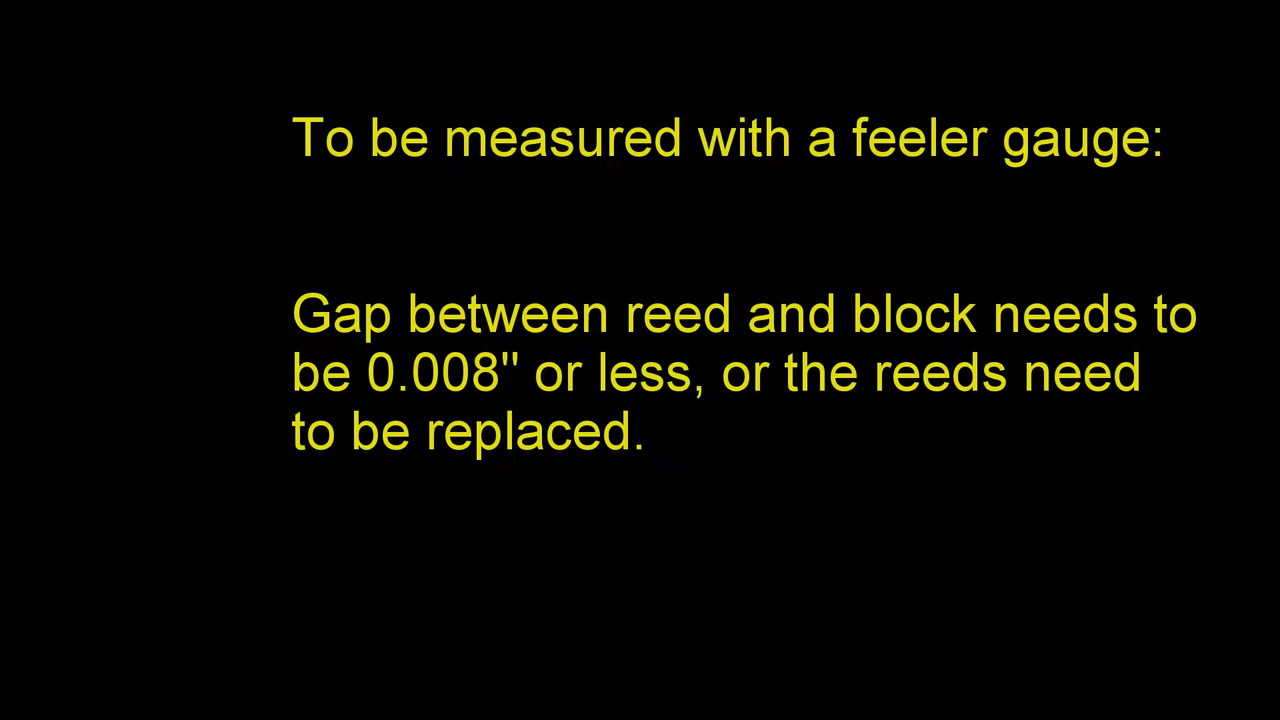 To be measured with a feeler gauge:
Gap between reed and block needs to
be 0.008" or less, or the reeds need
to be replaced.